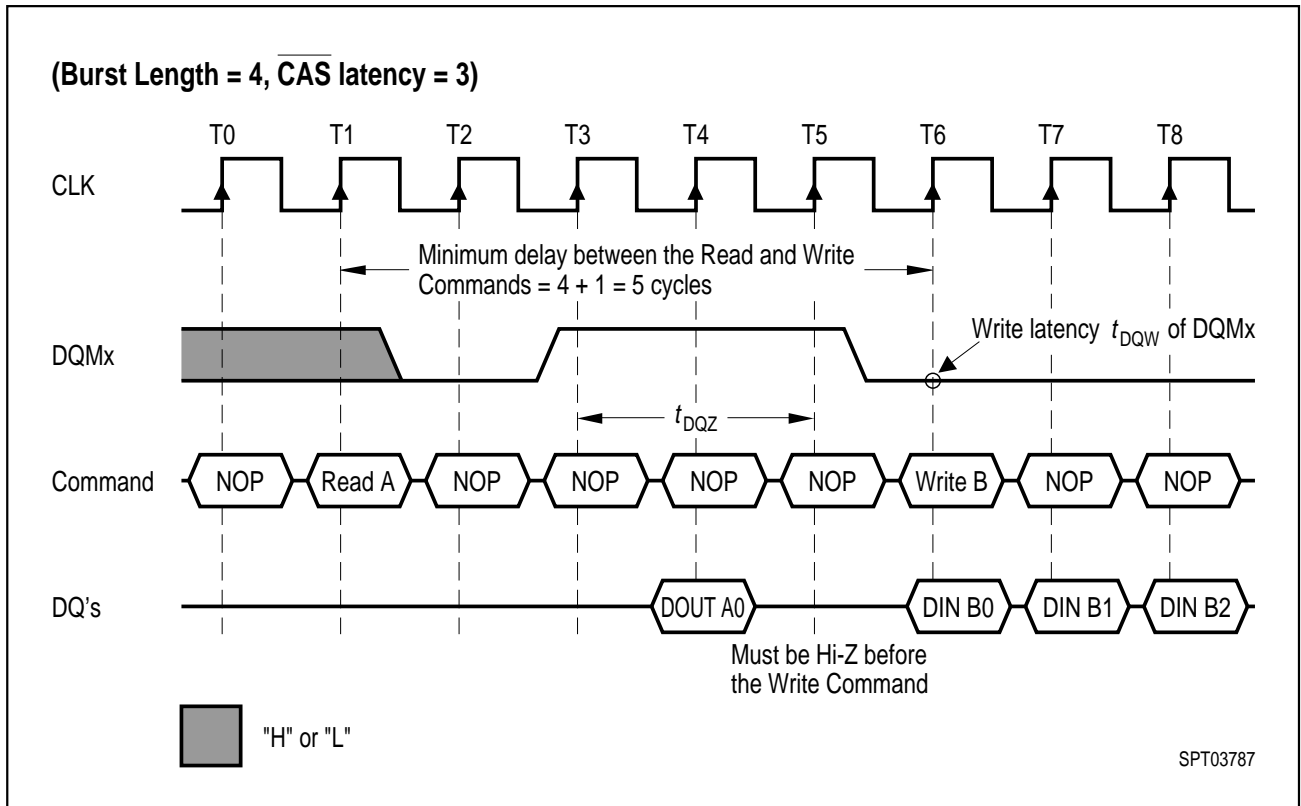 (Burst Length = 4, CAS latency = 3)
T0 T1 T2 T3 T4 T5 T6 T7 T8
CLK
Minimum delay between the Read and Write
Commands = 4 + 1 = 5 cycles
DQMx
Write latency tDQW of DQMx
tDQZ
Command NOP Read A NOP NOP NOP NOP Write B NOP NOP
DQ's DOUT A0 DIN B0 DIN B1 DIN B2
Must be Hi-Z before
the Write Command
"H" or "L"
SPT03787